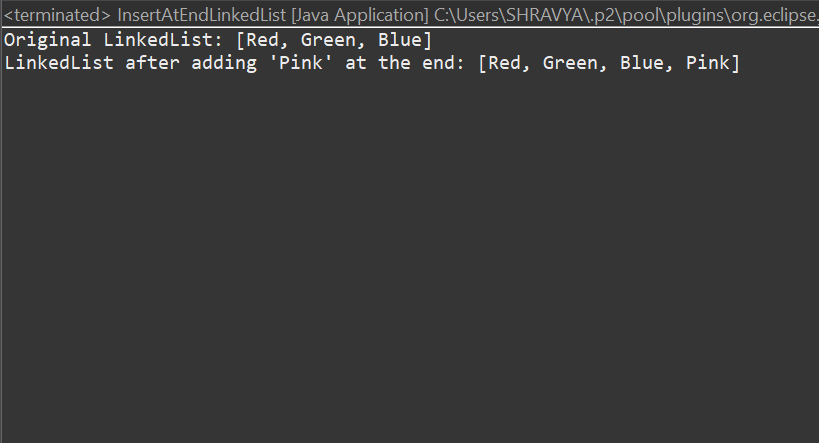 <terminated> InsertAtEndLinkedList [Java Application] C:\Users\SHRAVYA\.p2\pool\plugins\org.eclipse.
Original LinkedList: [Red, Green, Blue]
LinkedList after adding 'Pink' at the end: [Red, Green, Blue, Pink]